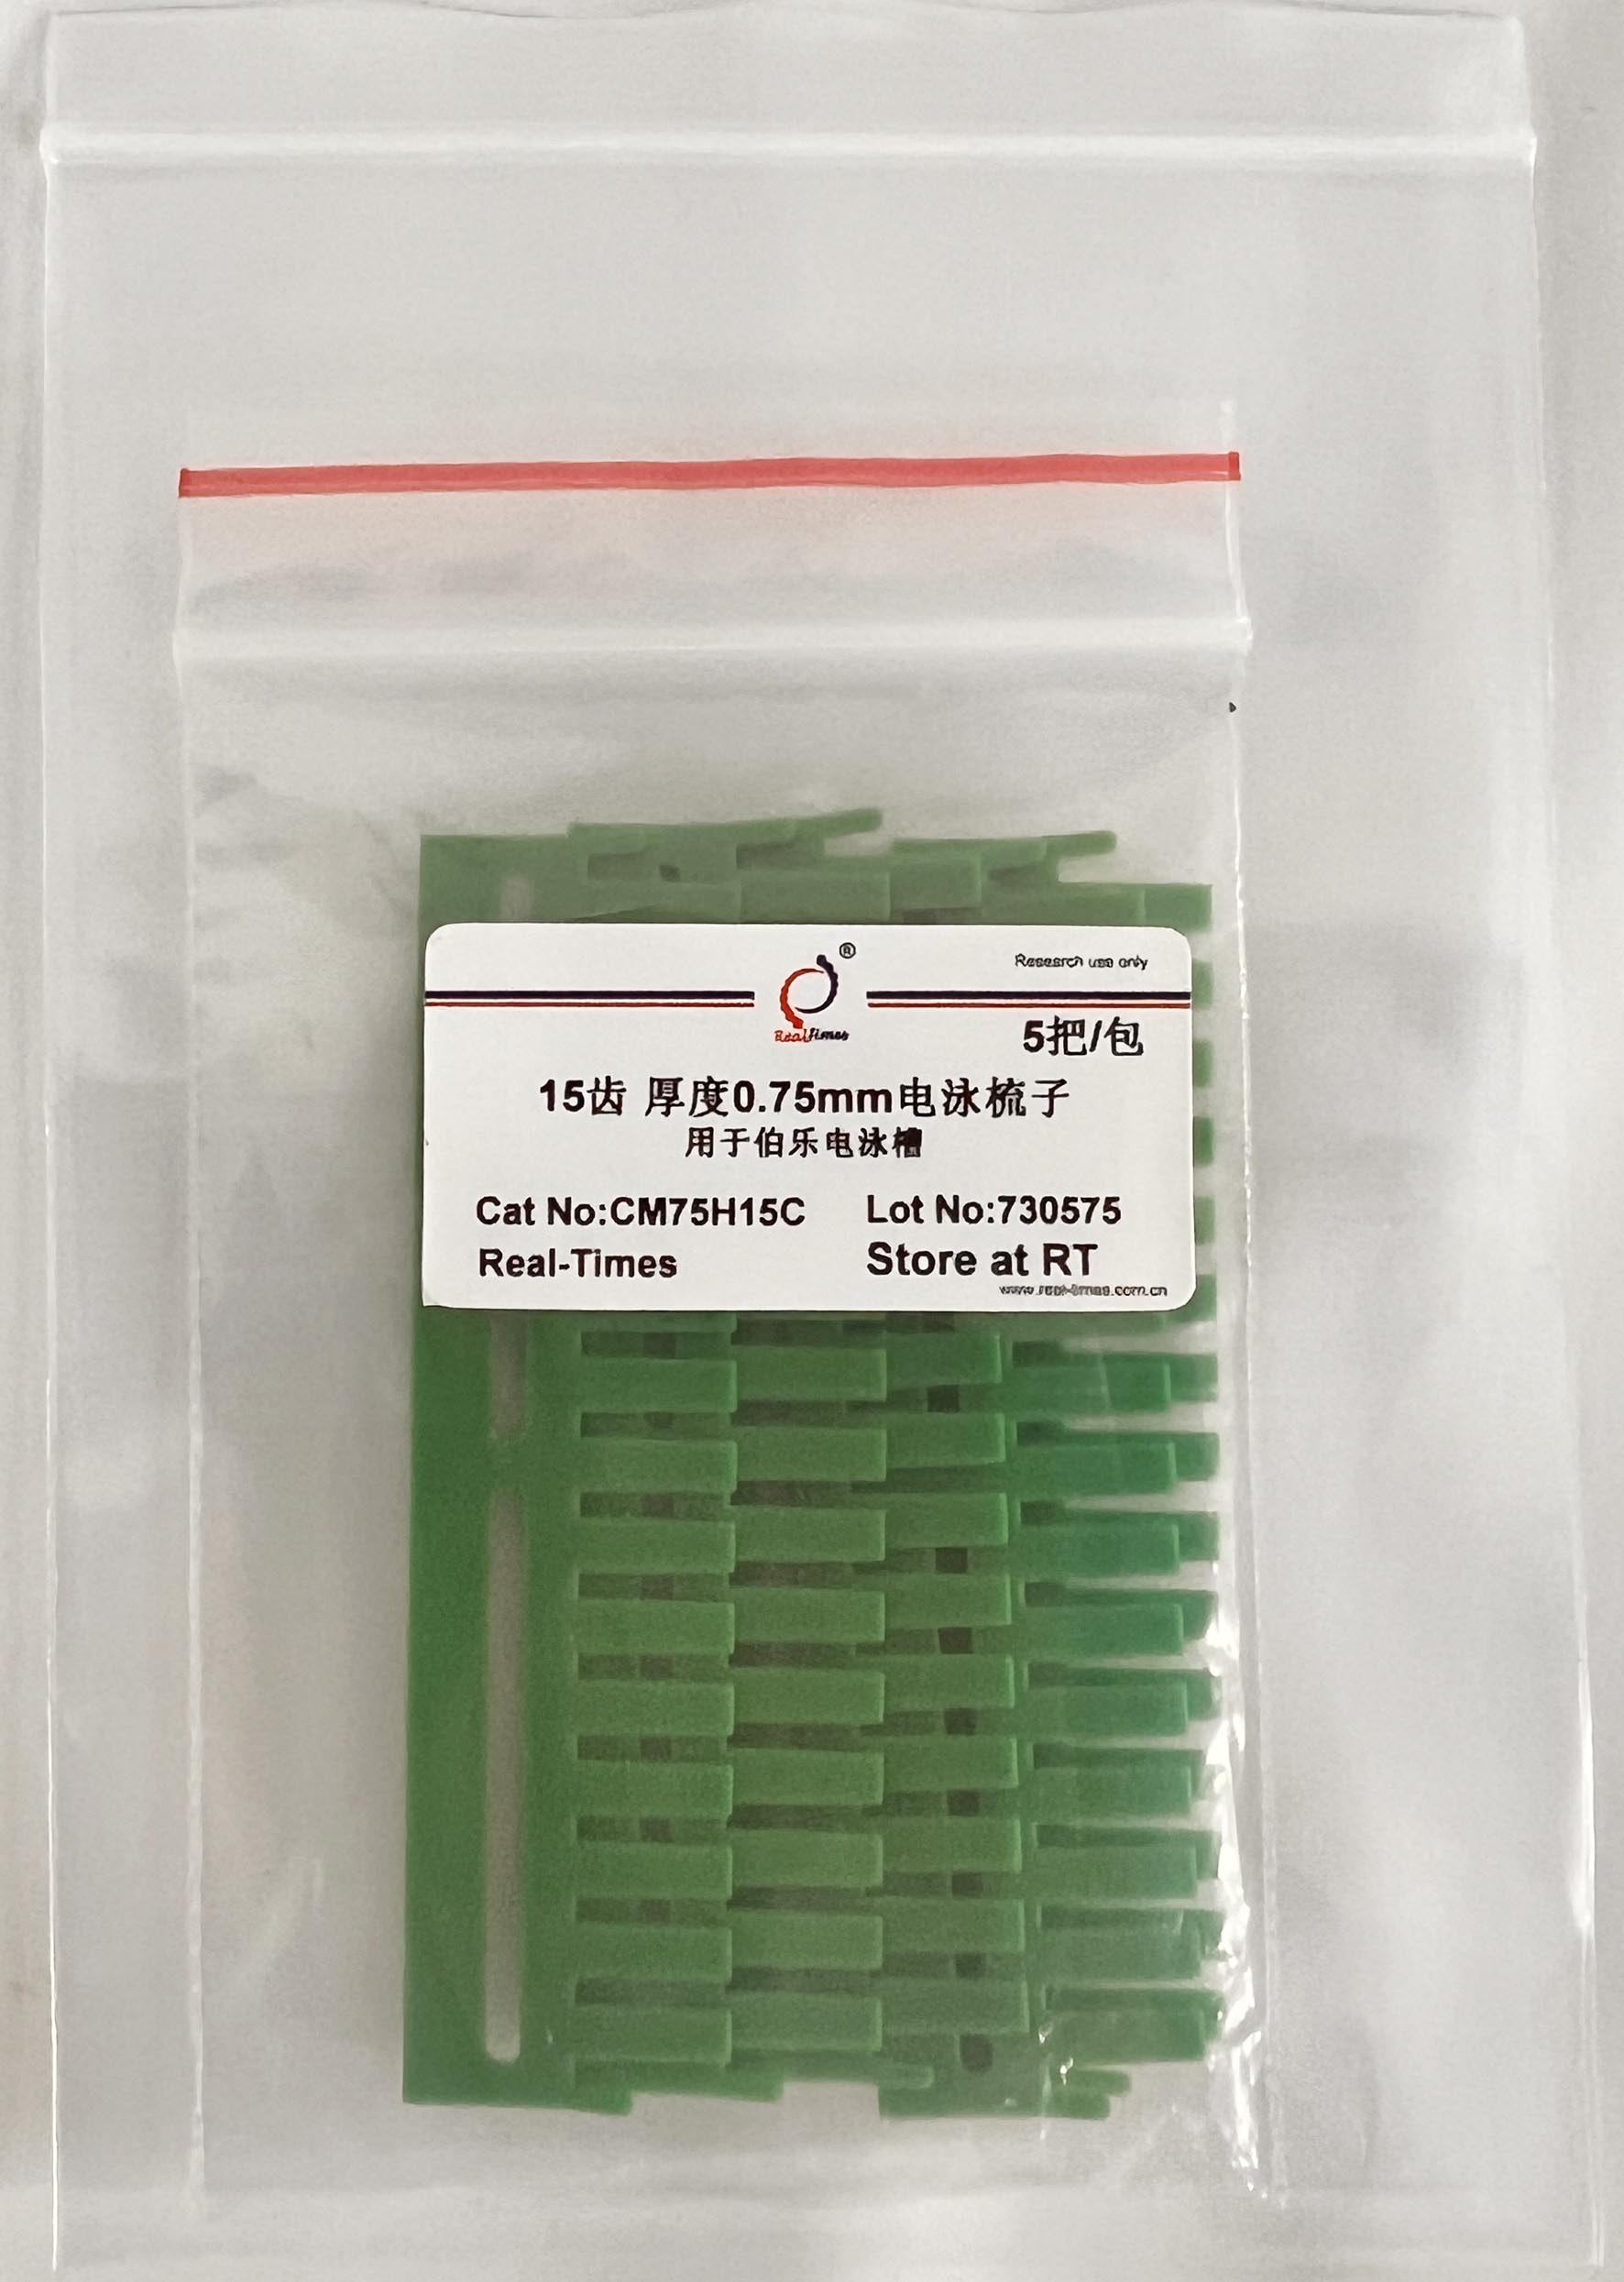 ®
Research use only
RealTimes
5把/包
15齿 厚度0.75mm电泳梳子
用于伯乐电泳槽
Cat No:CM75H15C Lot No:730575
Real-Times Store at RT
www.real-times.com.cn